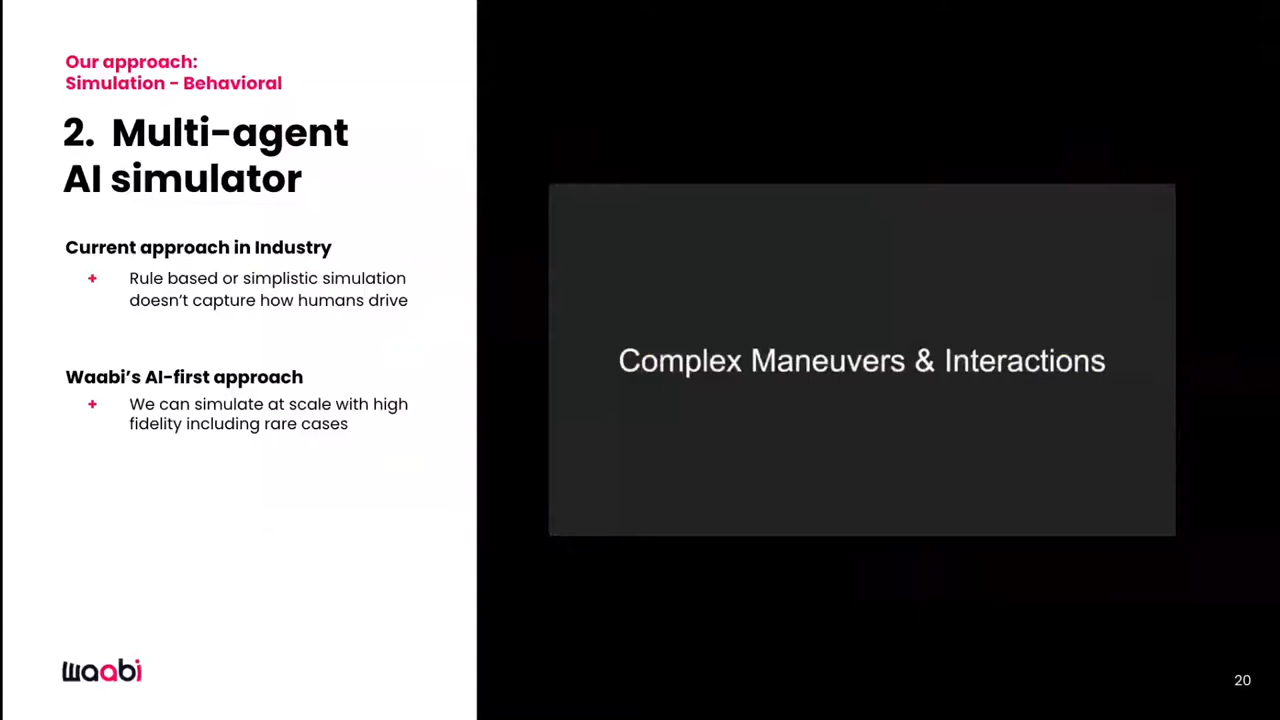 Our approach:
Simulation - Behavioral
2. Multi-agent
AI simulator
Current approach in Industry
+ Rule based or simplistic simulation
doesn't capture how humans drive
Waabi's AI-first approach
+ We can simulate at scale with high
fidelity including rare cases
waabi
Complex Maneuvers & Interactions
20